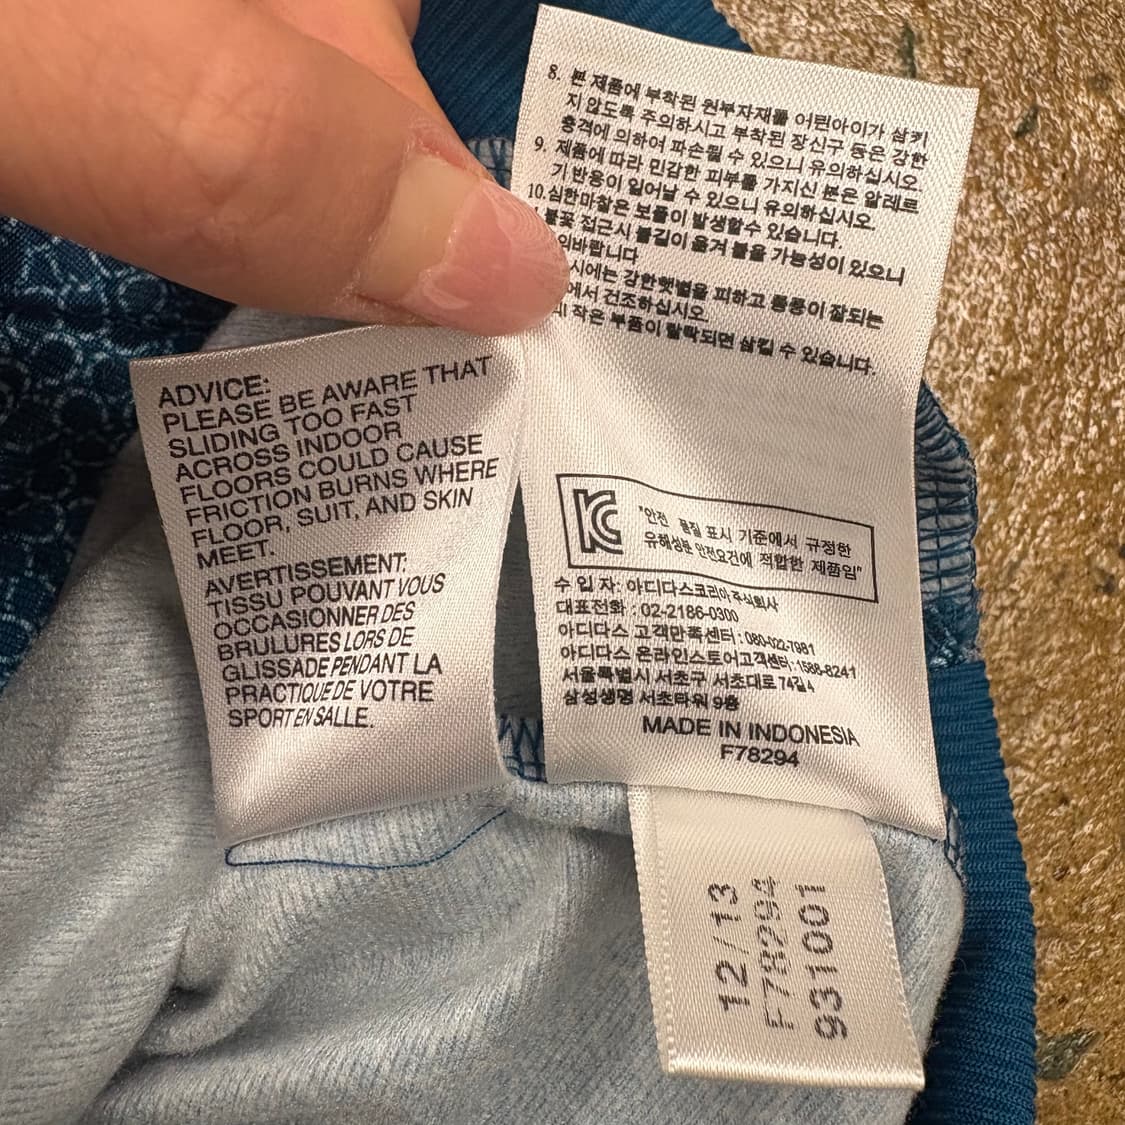 ADVICE:
PLEASE BE AWARE THAT
SLIDING TOO FAST
ACROSS INDOOR
FLOORS COULD CAUSE
FRICTION BURNS WHERE
FLOOR, SUIT, AND SKIN
MEET.
AVERTISSEMENT:
TISSU POUVANT VOUS
OCCASIONNER DES
BRULURES LORS DE
GLISSADE PENDANT LA
PRACTIQUE DE VOTRE
SPORT EN SALLE.
8. 본 제품에 부착된 원부자재를 어린아이가 삼키
지 않도록 주의하시고 부착된 장신구 등은 강한
충격에 의하여 파손될 수 있으니 유의하십시오.
9. 제품에 따라 민감한 피부를 가지신 분은 알레르
기 반응이 일어날 수 있으니 유의하십시오.
10. 심한마찰은 보풀이 발생할수 있습니다.
불꽃 접근시 불길이 옮겨 붙을 가능성이 있으니
의바랍니다
시에는 강한햇볕을 피하고 통풍이 잘되는
에서 건조하십시오.
작은 부품이 탈락되면 삼킬 수 있습니다.
KC
"안전 품질 표시 기준에서 규정한
유해성분 안전요건에 적합한 제품임"
수 입 자: 아디다스코리아주식회사
대표전화 : 02-2186-0300
아디다스 고객만족센터 : 080-022-7981
아디다스 온라인스토어고객센터: 1588-8241
서울특별시 서초구 서초대로 74길4
삼성생명 서초타워 9층
MADE IN INDONESIA
F78294
12/13
F78294
931001